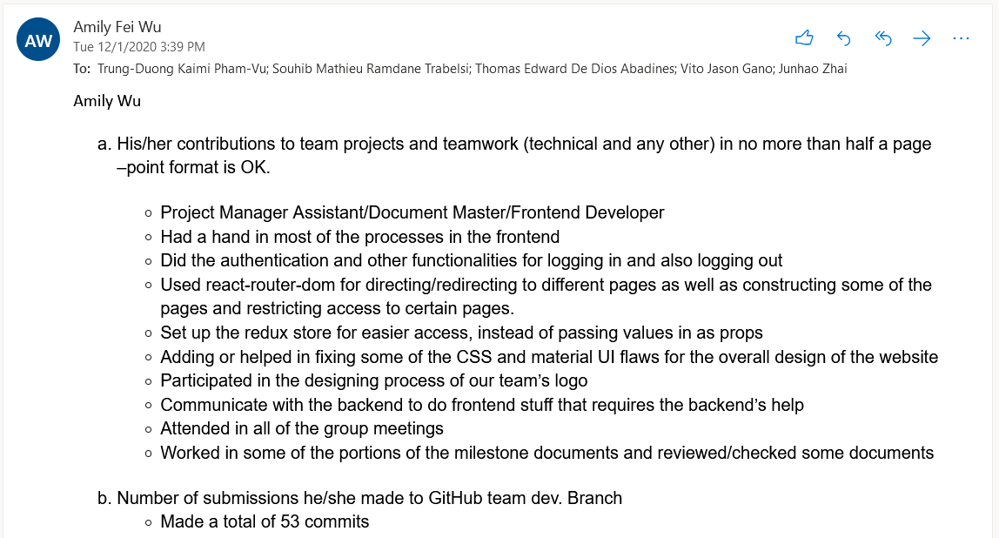 AW
Amily Fei Wu
Tue 12/1/2020 3:39 PM
To: Trung-Duong Kaimi Pham-Vu; Souhib Mathieu Ramdane Trabelsi; Thomas Edward De Dios Abadines; Vito Jason Gano; Junhao Zhai
Amily Wu
a. His/her contributions to team projects and teamwork (technical and any other) in no more than half a page
–point format is OK.
○ Project Manager Assistant/Document Master/Frontend Developer
○ Had a hand in most of the processes in the frontend
○ Did the authentication and other functionalities for logging in and also logging out
○ Used react-router-dom for directing/redirecting to different pages as well as constructing some of the
pages and restricting access to certain pages.
○ Set up the redux store for easier access, instead of passing values in as props
○ Adding or helped in fixing some of the CSS and material UI flaws for the overall design of the website
○ Participated in the designing process of our team’s logo
○ Communicate with the backend to do frontend stuff that requires the backend’s help
○ Attended in all of the group meetings
○ Worked in some of the portions of the milestone documents and reviewed/checked some documents
b. Number of submissions he/she made to GitHub team dev. Branch
○ Made a total of 53 commits